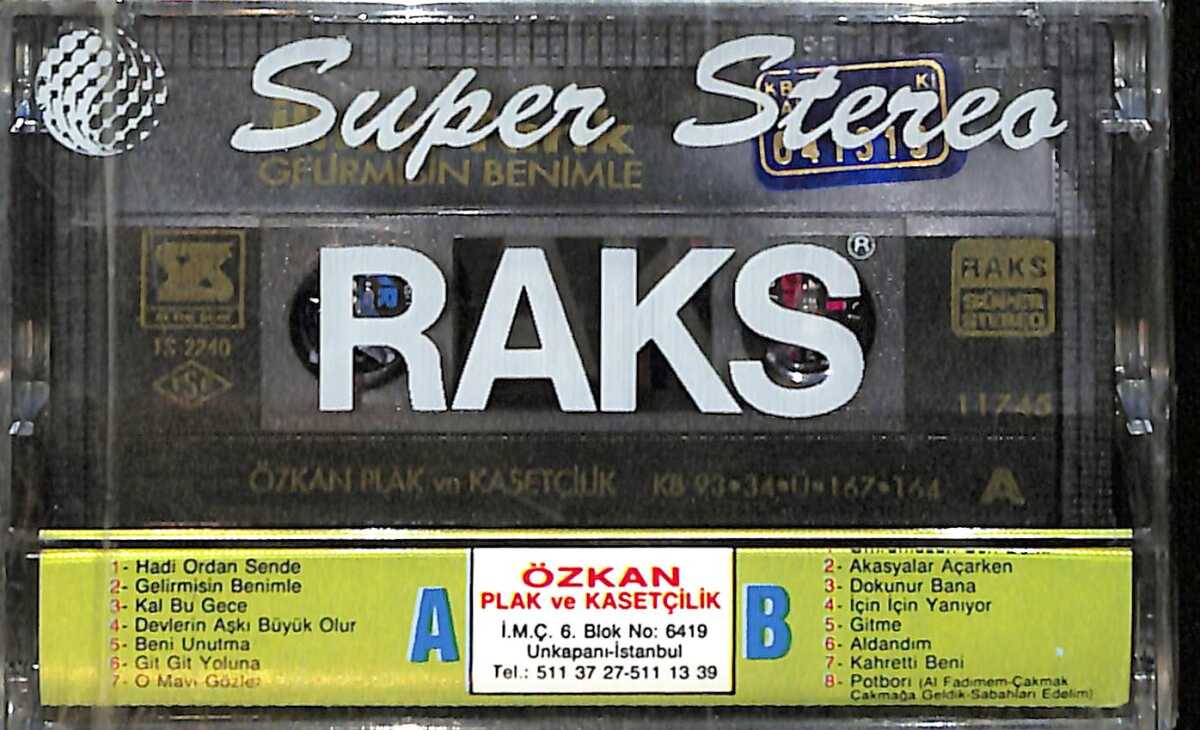 Super Stereo
GELİRMİSİN BENİMLE
KB
Kİ
041313
RAKS®
TS 2240
TSE
RAKS
STEREO
11745
ÖZKAN PLAK ve KASETÇİLİK KB 93•34•Ü•167•164 A
1- Hadi Ordan Sende
2- Gelirmisin Benimle
3- Kal Bu Gece
4- Devlerin Aşkı Büyük Olur
5- Beni Unutma
6- Git Git Yoluna
7- O Mavi Gözler
A
ÖZKAN
PLAK ve KASETÇİLİK
İ.M.Ç. 6. Blok No: 6419
Unkapanı-İstanbul
Tel.: 511 37 27-511 13 39
B
2- Akasyalar Açarken
3- Dokunur Bana
4- İçin İçin Yanıyor
5- Gitme
6- Aldandım
7- Kahretti Beni
8- Potbori (Al Fadimem-Çakmak
Çakmağa Geldik-Sabahları Edelim)